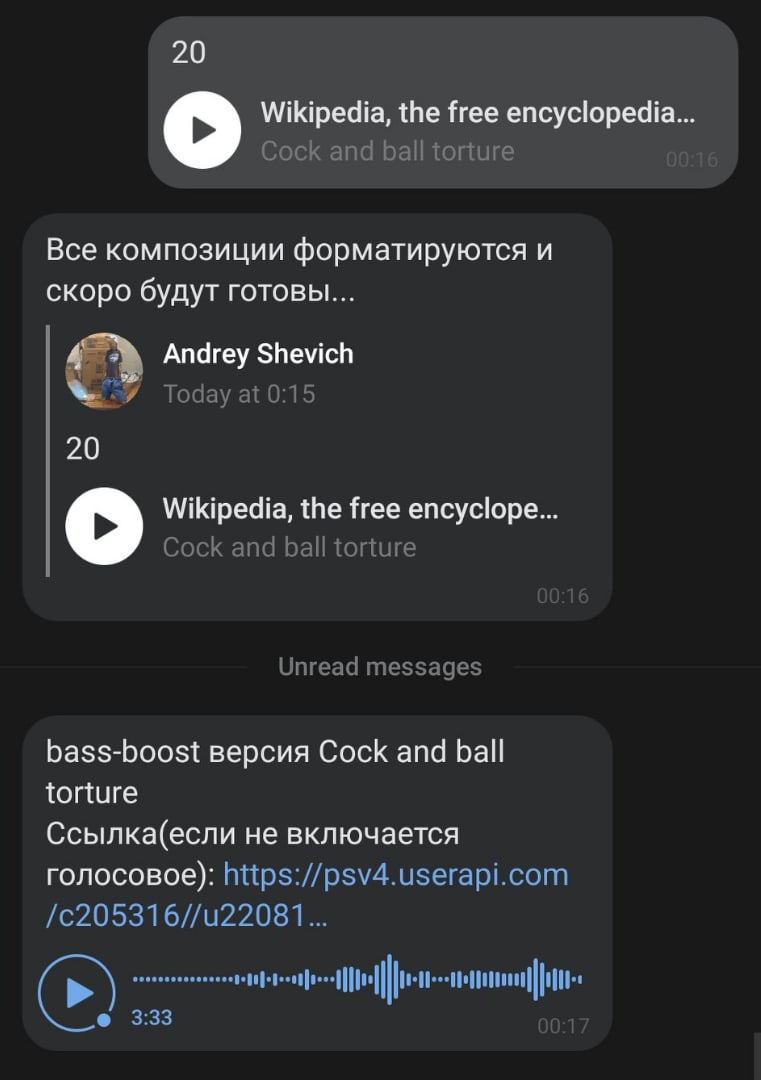 20
Wikipedia, the free encyclopedia...
Cock and ball torture
00:16
Все композиции форматируются и
скоро будут готовы...
Andrey Shevich
Today at 0:15
20
Wikipedia, the free encyclope...
Cock and ball torture
00:16
Unread messages
bass-boost версия Cock and ball
torture
Ссылка(если не включается
голосовое): https://psv4.userapi.com
/c205316//u22081...
3:33
00:17